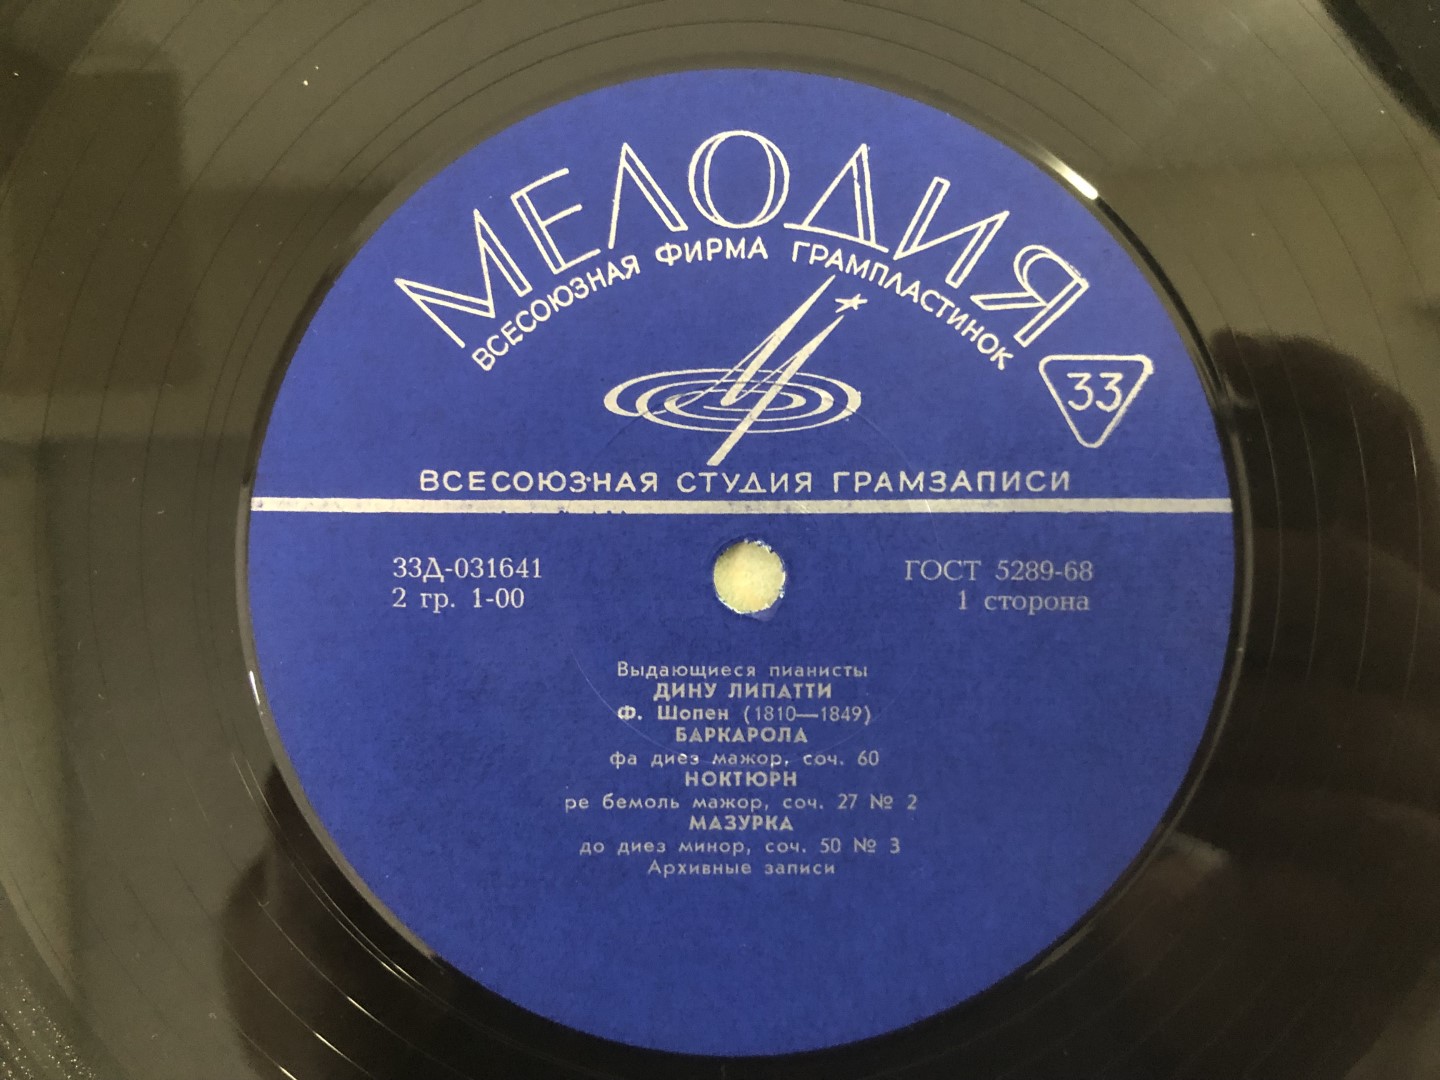 МЕЛОДИЯ
ВСЕСОЮЗНАЯ ФИРМА ГРАМПЛАСТИНОК
33
ВСЕСОЮЗНАЯ СТУДИЯ ГРАМЗАПИСИ
33Д-031641
ГОСТ 5289-68
2 гр. 1-00
1 сторона
Выдающиеся пианисты
ДИНУ ЛИПАТТИ
Ф. Шопен (1810—1849)
БАРКАРОЛА
фа диез мажор, соч. 60
НОКТЮРН
ре бемоль мажор, соч. 27 № 2
МАЗУРКА
до диез минор, соч. 50 № 3
Архивные записи